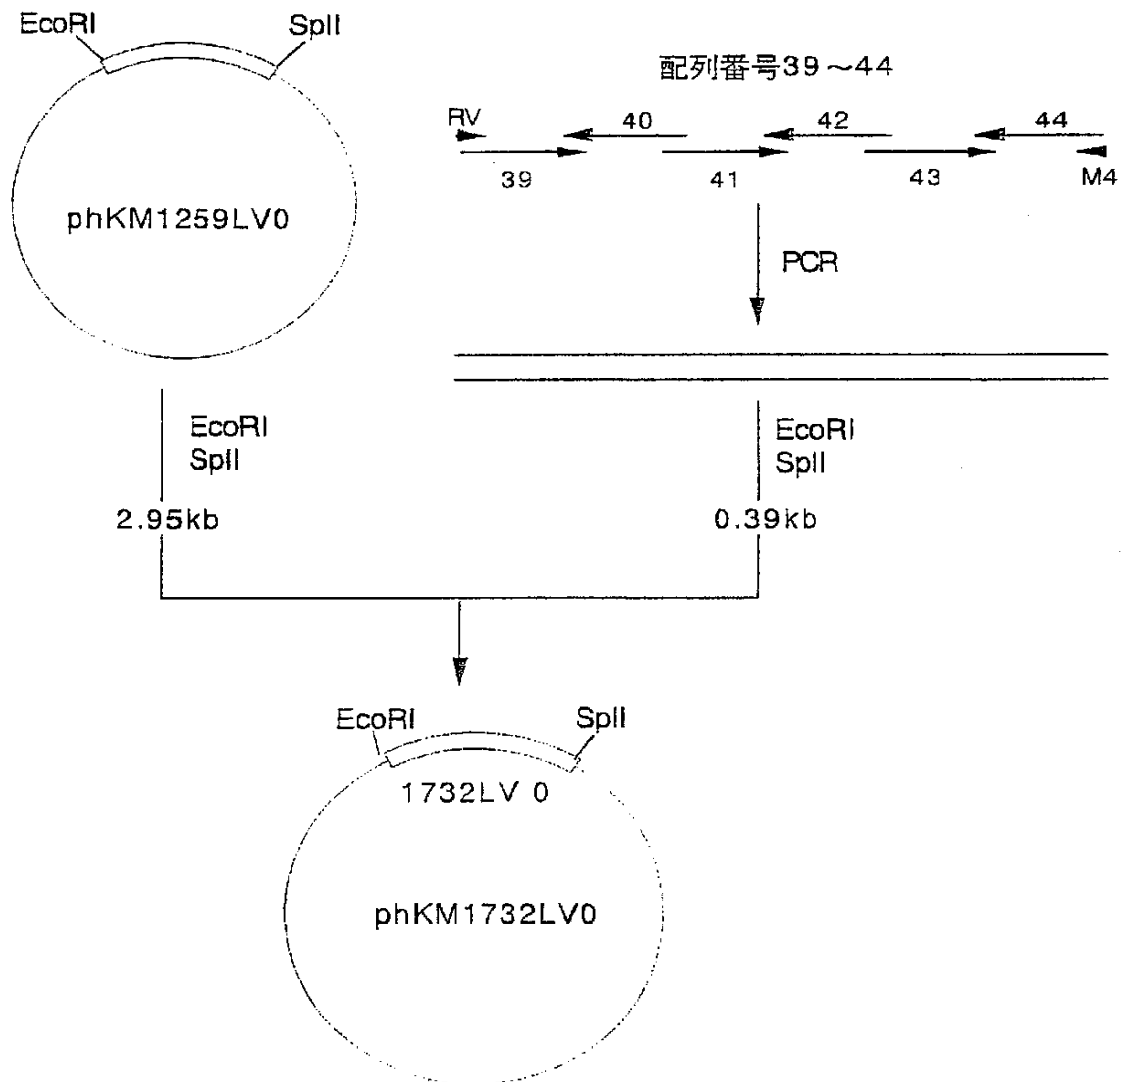 EcoRI
SplI
phKM1259LV0
配列番号39～44
RV
40
42
44
39
41
43
M4
PCR
EcoRI
SplI
2.95kb
EcoRI
SplI
0.39kb
EcoRI
SplI
1732LV 0
phKM1732LV0